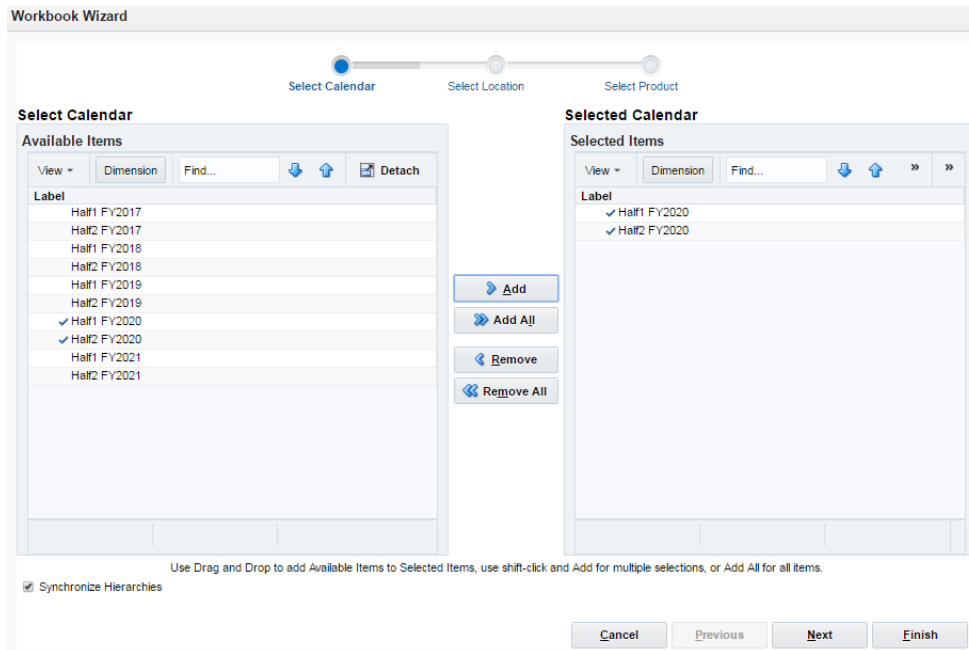 Workbook Wizard
Select Calendar
Select Location
Select Product
Select Calendar
Available Items
View
Dimension
Find...
Detach
Label
Half1 FY2017
Half2 FY2017
Half1 FY2018
Half2 FY2018
Half1 FY2019
Half2 FY2019
Half1 FY2020
Half2 FY2020
Half1 FY2021
Half2 FY2021
Add
Add All
Remove
Remove All
Selected Calendar
Selected Items
View
Dimension
Find...
»
»
Label
Half1 FY2020
Half2 FY2020
Use Drag and Drop to add Available Items to Selected Items, use shift-click and Add for multiple selections, or Add All for all items.
Synchronize Hierarchies
Cancel
Previous
Next
Finish